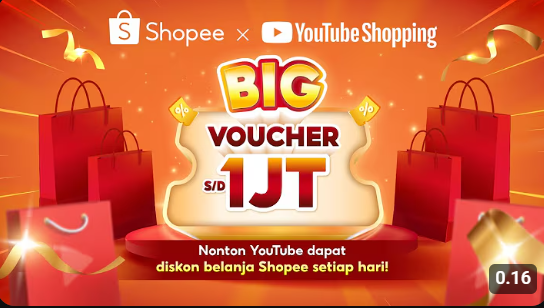 Shopee × YouTube Shopping
BIG
VOUCHER
S/D 1JT
Nonton YouTube dapat
diskon belanja Shopee setiap hari!
0.16